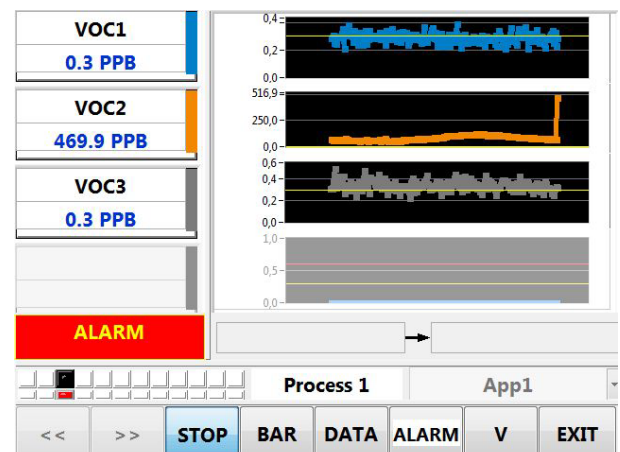 VOC1
0.3 PPB
VOC2
469.9 PPB
VOC3
0.3 PPB
0,4
0,2
0,0
516,9
250,0
0,0
0,6
0,4
0,2
0,0
1,0
0,5
0,0
ALARM
Process 1
App1
<< >> STOP BAR DATA ALARM V EXIT